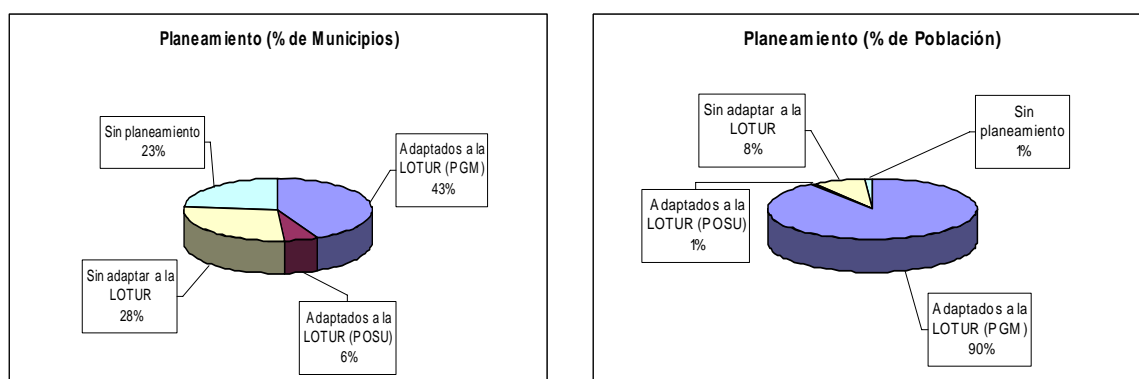 Planeamiento (% de Municipios)
Sin planeamiento
23%
Adaptados a la
LOTUR (PGM)
43%
Sin adaptar a la
LOTUR
28%
Adaptados a la
LOTUR (POSU)
6%
Planeamiento (% de Población)
Sin adaptar a la
LOTUR
8%
Sin
planeamiento
1%
Adaptados a la
LOTUR (POSU)
1%
Adaptados a la
LOTUR (PGM)
90%